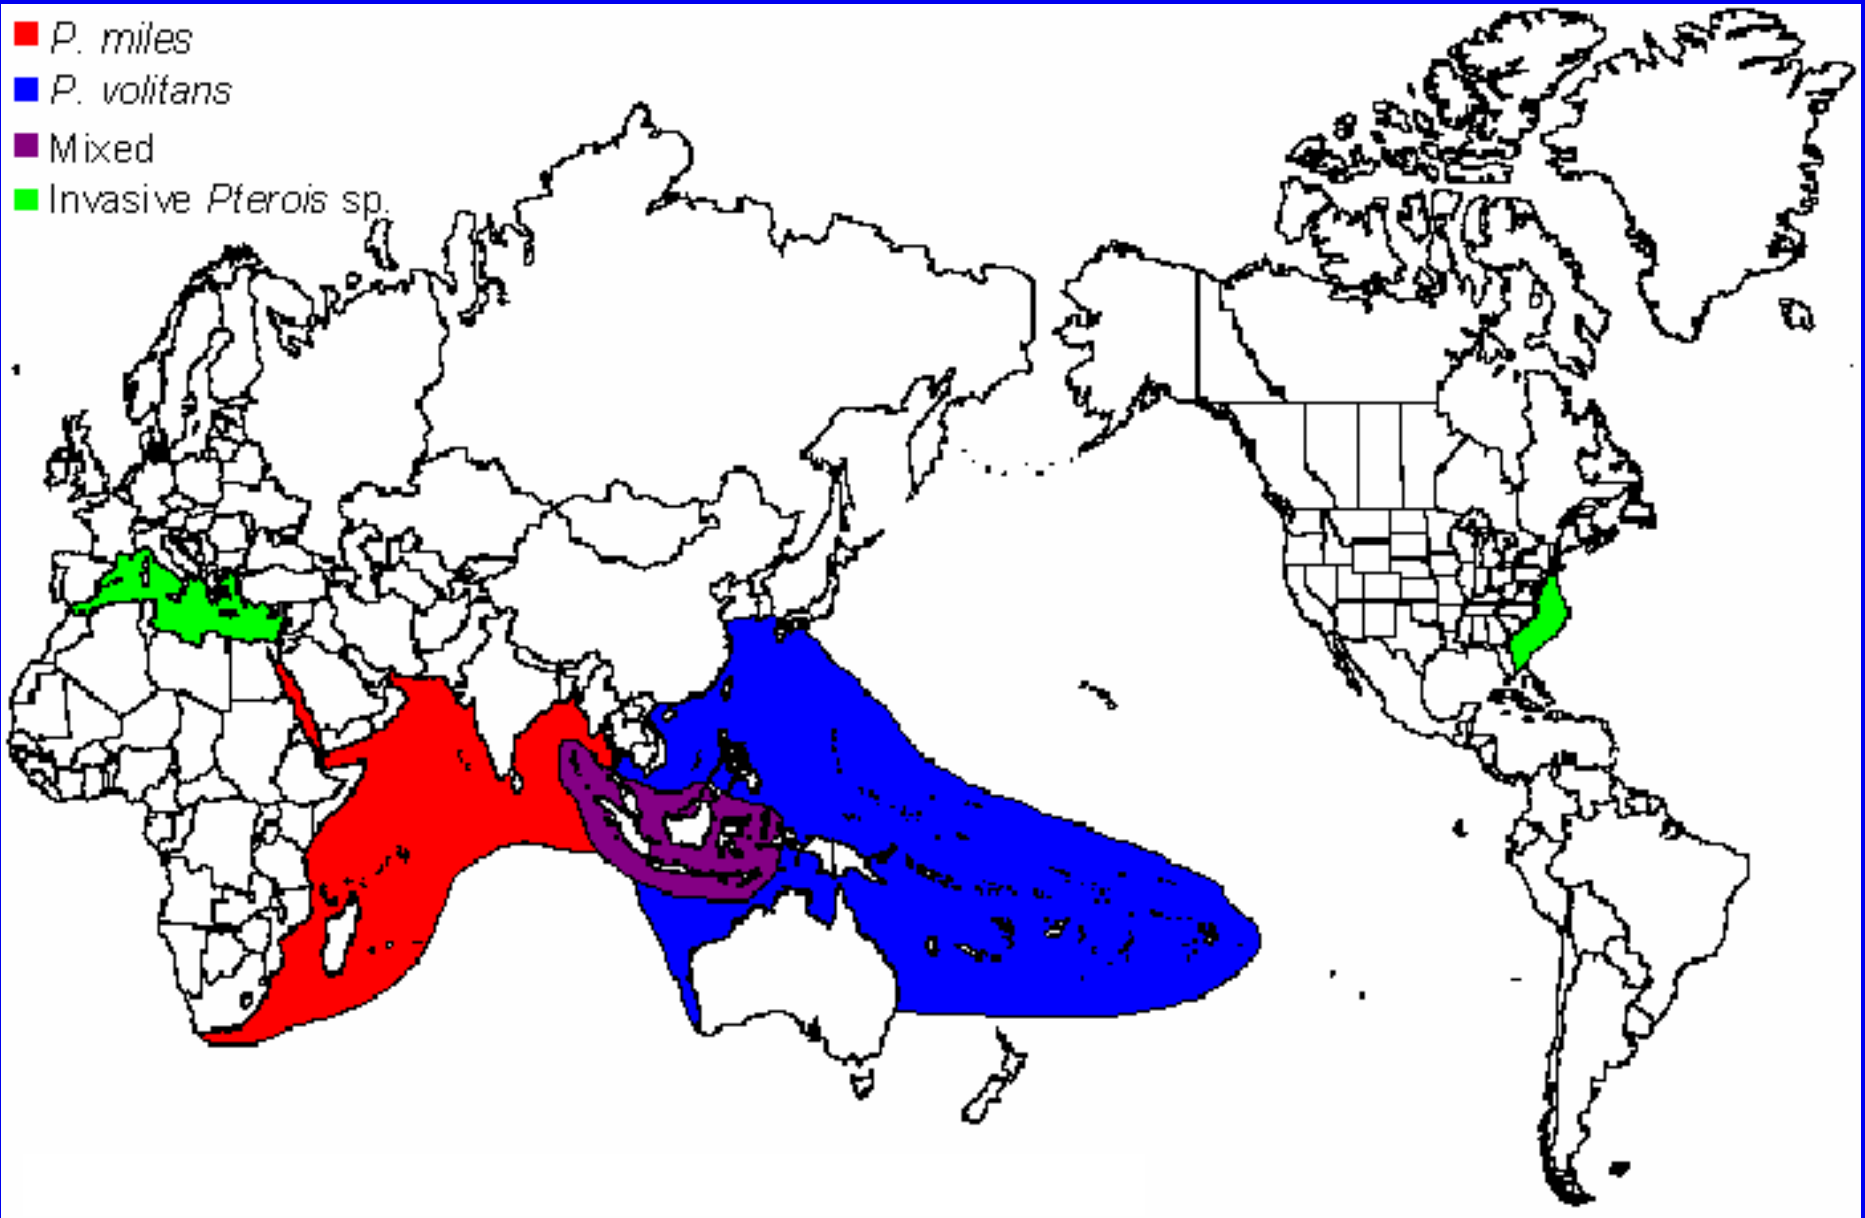 P. miles
P. volitans
Mixed
Invasive Pterois sp.